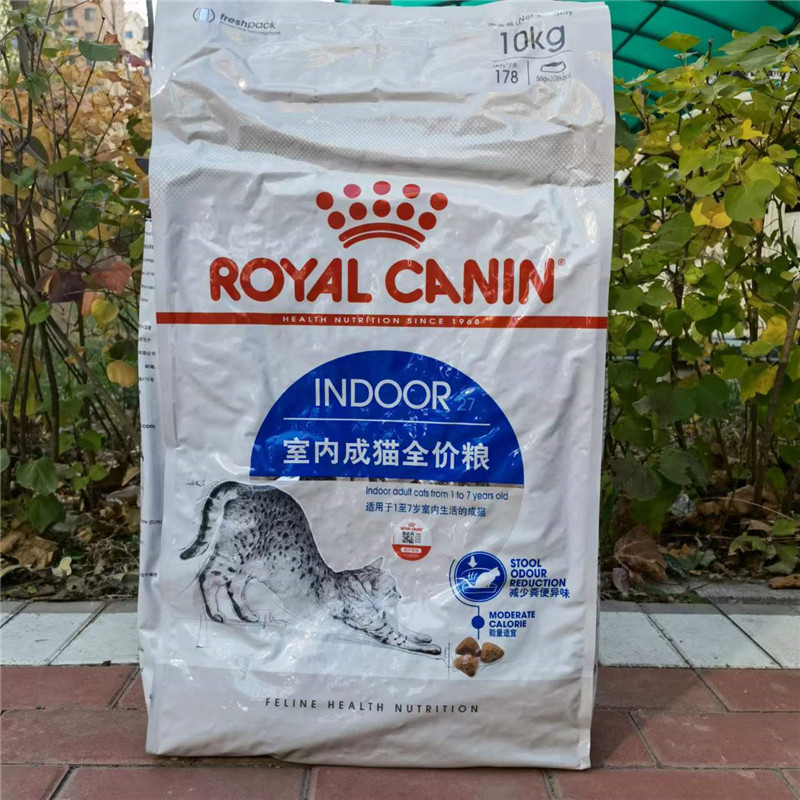 freshpack
10kg
178
ROYAL CANIN
HEALTH NUTRITION SINCE 1968
INDOOR 27
室内成猫全价粮
Indoor adult cats from 1 to 7 years old
适用于1至7岁室内生活的成猫
ROYAL CANIN
STOOL
ODOUR
REDUCTION
减少粪便异味
MODERATE
CALORIE
能量适宜
FELINE HEALTH NUTRITION